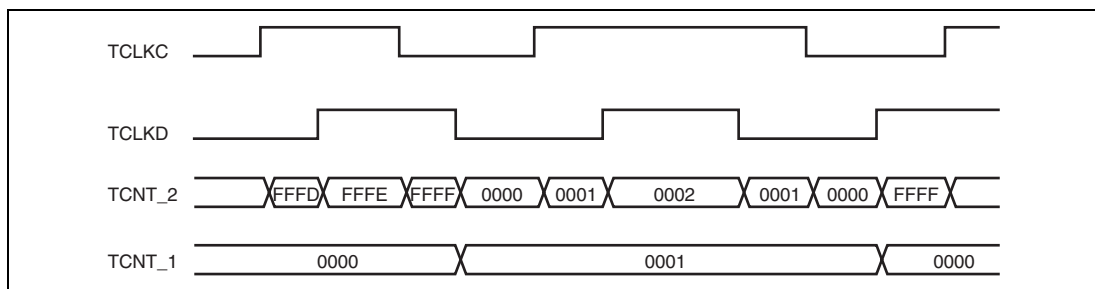 TCLKC
TCLKD
TCNT_2 FFFD FFFE FFFF 0000 0001 0002 0001 0000 FFFF
TCNT_1 0000 0001 0000